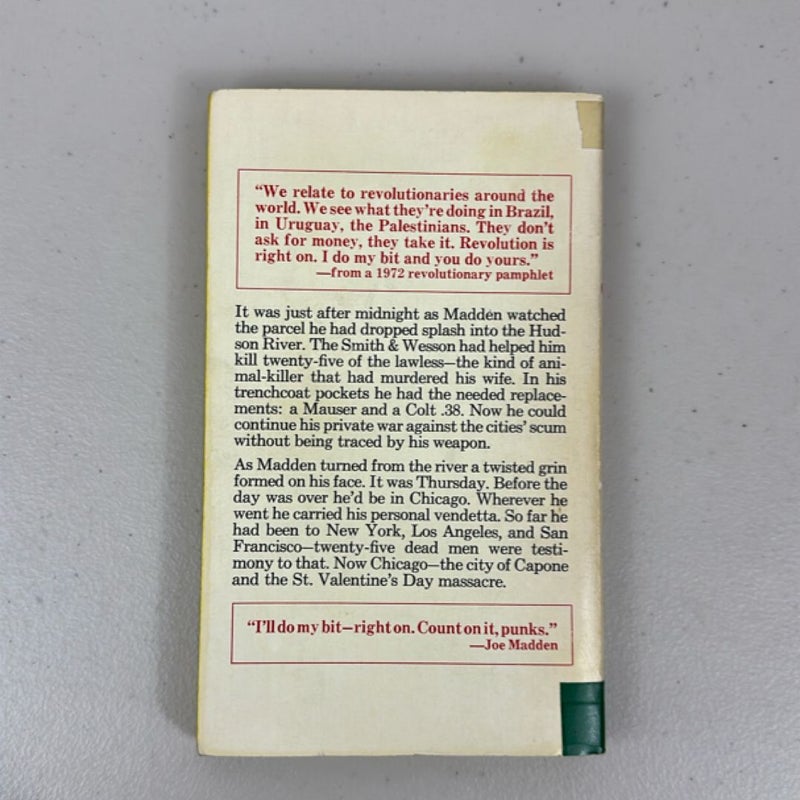 “We relate to revolutionaries around the
world. We see what they’re doing in Brazil,
in Uruguay, the Palestinians. They don’t
ask for money, they take it. Revolution is
right on. I do my bit and you do yours.”
—from a 1972 revolutionary pamphlet
It was just after midnight as Madden watched
the parcel he had dropped splash into the Hud-
son River. The Smith & Wesson had helped him
kill twenty-five of the lawless—the kind of ani-
mal-killer that had murdered his wife. In his
trenchcoat pockets he had the needed replace-
ments: a Mauser and a Colt .38. Now he could
continue his private war against the cities’ scum
without being traced by his weapon.
As Madden turned from the river a twisted grin
formed on his face. It was Thursday. Before the
day was over he’d be in Chicago. Wherever he
went he carried his personal vendetta. So far he
had been to New York, Los Angeles, and San
Francisco—twenty-five dead men were testi-
mony to that. Now Chicago—the city of Capone
and the St. Valentine’s Day massacre.
“I’ll do my bit—right on. Count on it, punks.”
—Joe Madden